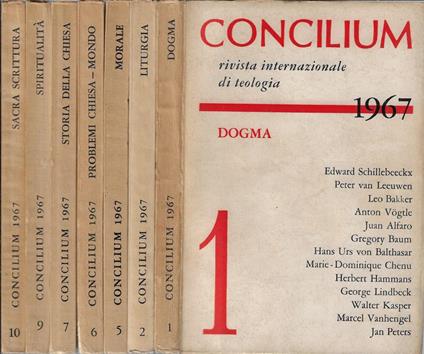 SACRA SCRITTURA
CONCILIUM 1967
10
SPIRITUALITÀ
CONCILIUM 1967
9
STORIA DELLA CHIESA
CONCILIUM 1967
7
PROBLEMI CHIESA - MONDO
CONCILIUM 1967
6
MORALE
CONCILIUM 1967
5
LITURGIA
CONCILIUM 1967
2
DOGMA
CONCILIUM 1967
1
CONCILIUM
rivista internazionale
di teologia
1967
DOGMA
1
Edward Schillebeeckx
Peter van Leeuwen
Leo Bakker
Anton Vögtle
Juan Alfaro
Gregory Baum
Hans Urs von Balthasar
Marie-Dominique Chenu
Herbert Hammans
George Lindbeck
Walter Kasper
Marcel Vanhengel
Jan Peters